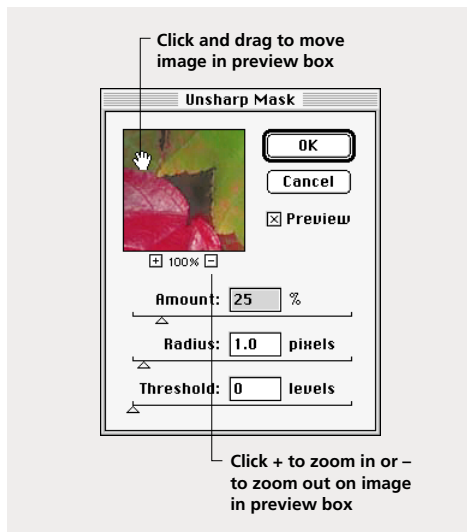 Click and drag to move
image in preview box
Unsharp Mask
OK
Cancel
Preview
+ 100% −
Amount: 25 %
Radius: 1.0 pixels
Threshold: 0 levels
Click + to zoom in or –
to zoom out on image
in preview box